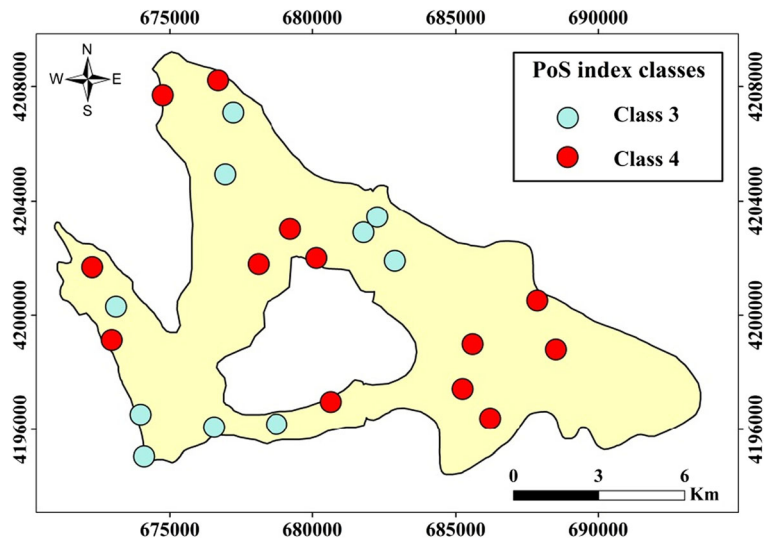 675000 680000 685000 690000
N
W E
S
PoS index classes
Class 3
Class 4
4208000 4208000
4204000 4204000
4200000 4200000
4196000 4196000
0 3 6
Km
675000 680000 685000 690000